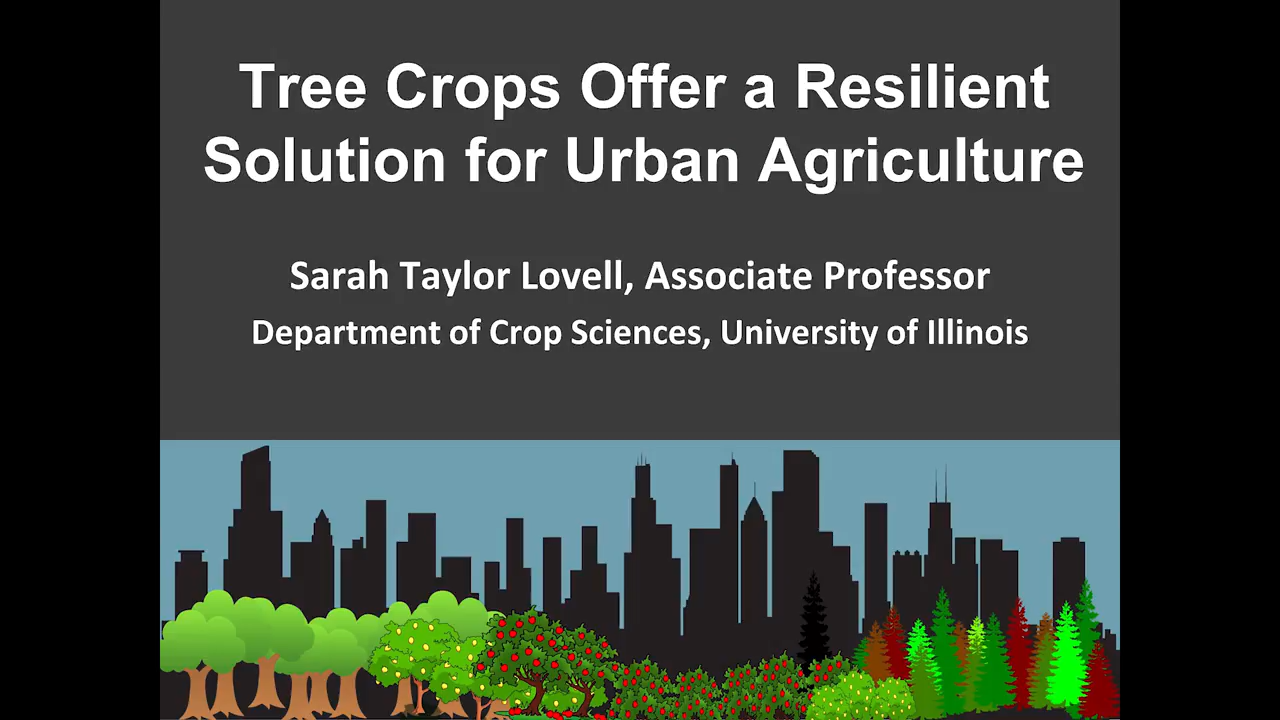 Tree Crops Offer a Resilient
Solution for Urban Agriculture
Sarah Taylor Lovell, Associate Professor
Department of Crop Sciences, University of Illinois